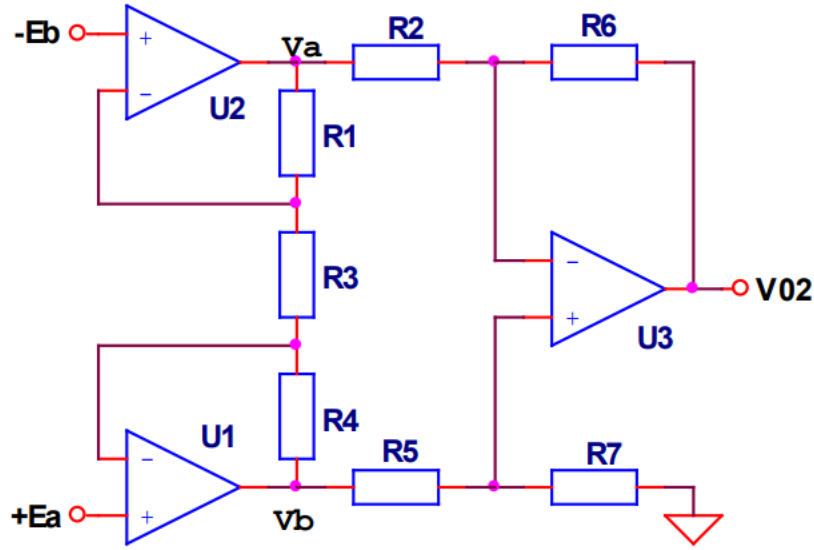 -Eb
+
-
U2
Va
R2
R6
R1
R3
-
+
U3
V02
R4
U1
-
+
+Ea
Vb
R5
R7